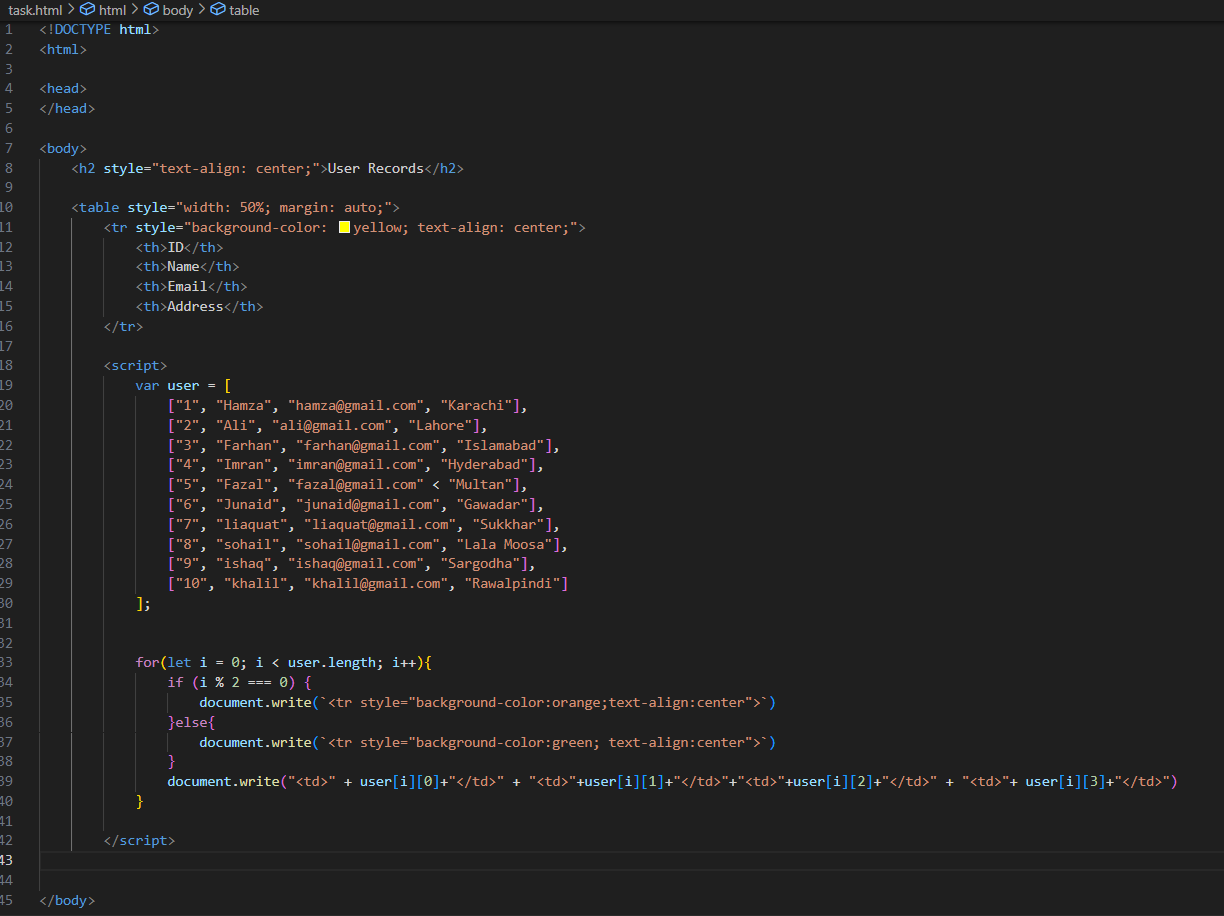 task.html > html > body > table
1 <!DOCTYPE html>
2 <html>
3
4 <head>
5 </head>
6
7 <body>
8     <h2 style="text-align: center;">User Records</h2>
9
10     <table style="width: 50%; margin: auto;">
11         <tr style="background-color: yellow; text-align: center;">
12             <th>ID</th>
13             <th>Name</th>
14             <th>Email</th>
15             <th>Address</th>
16         </tr>
17
18         <script>
19             var user = [
20                 ["1", "Hamza", "hamza@gmail.com", "Karachi"],
21                 ["2", "Ali", "ali@gmail.com", "Lahore"],
22                 ["3", "Farhan", "farhan@gmail.com", "Islamabad"],
23                 ["4", "Imran", "imran@gmail.com", "Hyderabad"],
24                 ["5", "Fazal", "fazal@gmail.com" < "Multan"],
25                 ["6", "Junaid", "junaid@gmail.com", "Gawadar"],
26                 ["7", "liaquat", "liaquat@gmail.com", "Sukkhar"],
27                 ["8", "sohail", "sohail@gmail.com", "Lala Moosa"],
28                 ["9", "ishaq", "ishaq@gmail.com", "Sargodha"],
29                 ["10", "khalil", "khalil@gmail.com", "Rawalpindi"]
30             ];
31
32
33             for(let i = 0; i < user.length; i++){
34                 if (i % 2 === 0) {
35                     document.write(`<tr style="background-color:orange;text-align:center">`)
36                 }else{
37                     document.write(`<tr style="background-color:green; text-align:center">`)
38                 }
39                 document.write("<td>" + user[i][0]+"</td>" + "<td>"+user[i][1]+"</td>"+"<td>"+user[i][2]+"</td>" + "<td>"+ user[i][3]+"</td>")
40             }
41
42         </script>
43
44
45 </body>